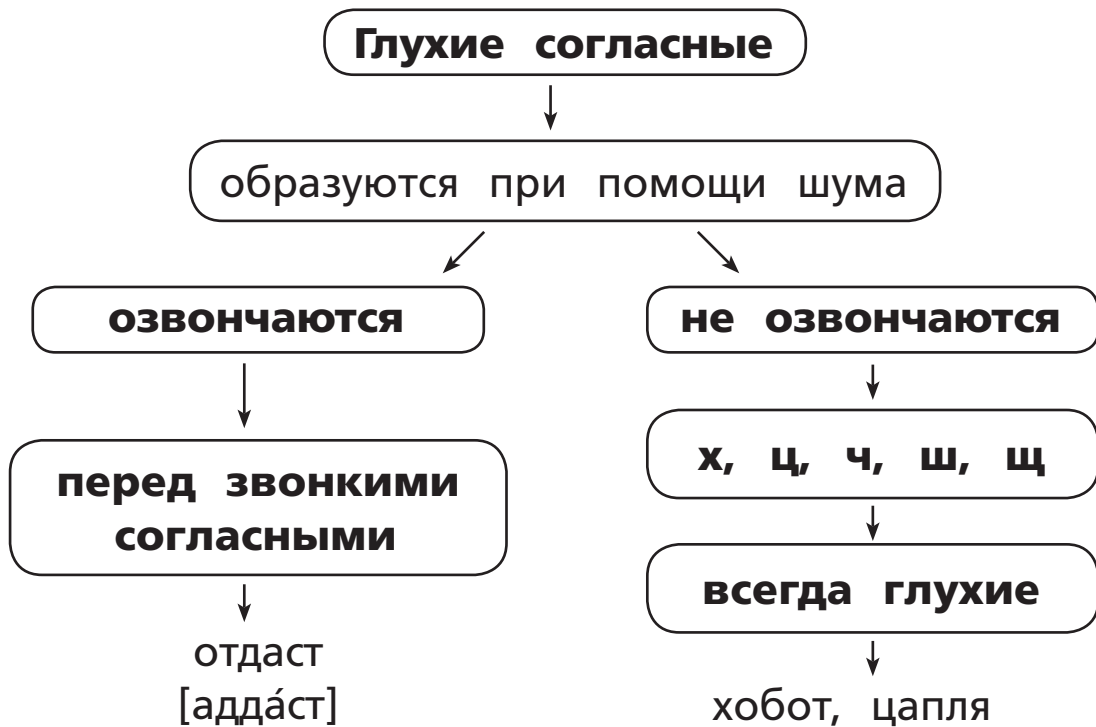 Глухие согласные
образуются при помощи шума
озвончаются
не озвончаются
перед звонкими
согласными
х, ц, ч, ш, щ
всегда глухие
отдаст
[адда́ст]
хобот, цапля